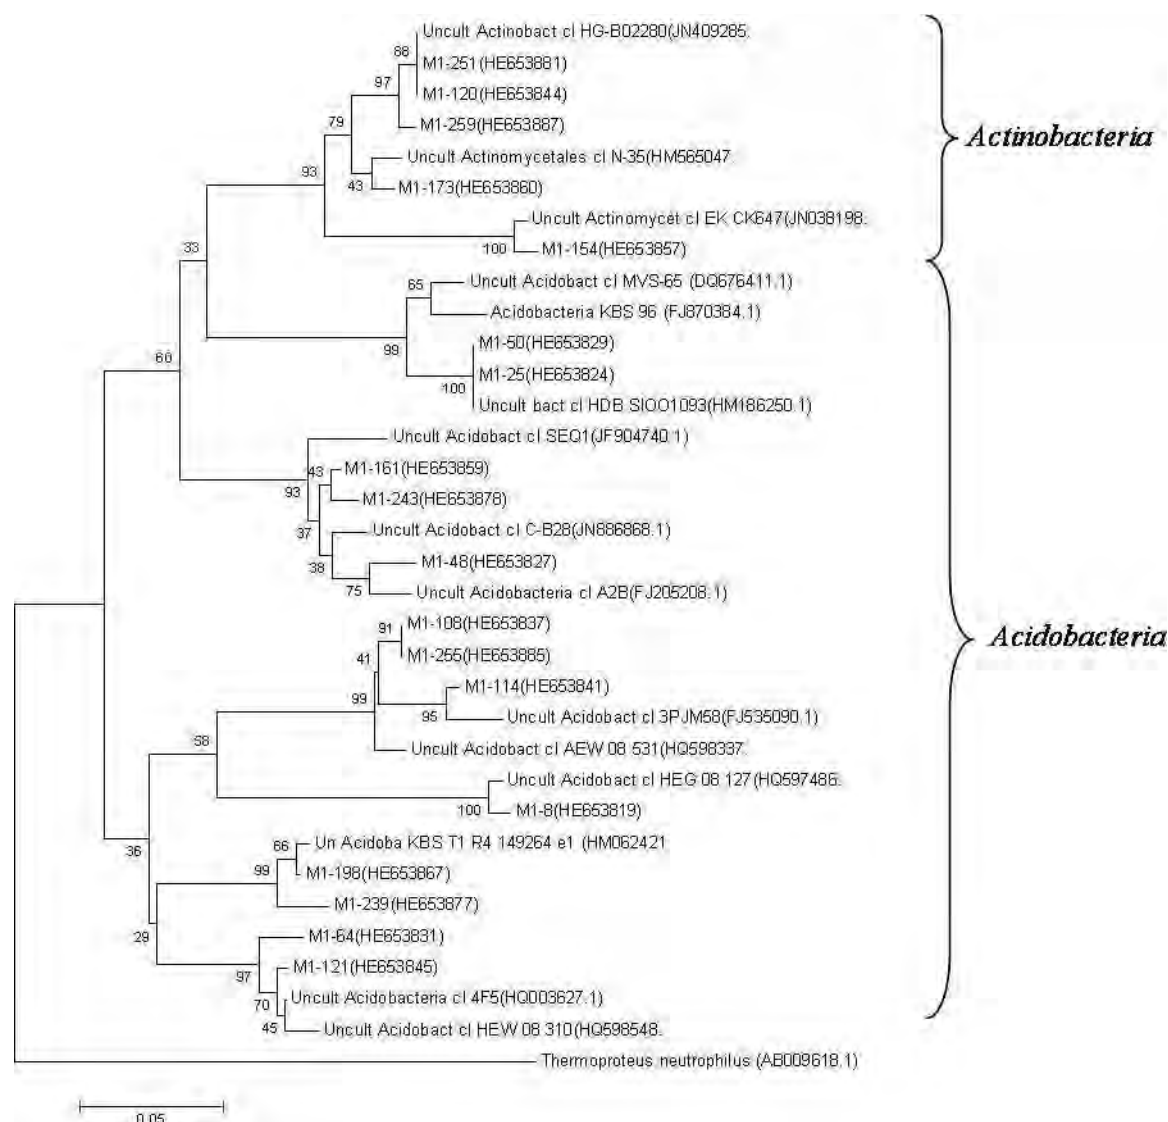 Uncult Actinobact cl HG-B02280(JN409285.
88
M1-251(HE653881)
97
M1-120(HE653844)
79
M1-259(HE653887)
Actinobacteria
Uncult Actinomycetales cl N-35(HM565047
93
43
M1-173(HE653860)
Uncult Actinomycet cl EK CK647(JN038198.
33
100
M1-154(HE653857)
65
Uncult Acidobact cl MVS-65 (DQ676411.1)
Acidobacteria KBS 96 (FJ870384.1)
M1-50(HE653829)
99
60
M1-25(HE653824)
100
Uncult bact cl HDB SIOO1093(HM186250.1)
Uncult Acidobact cl SEQ1(JF904740.1)
43
M1-161(HE653859)
93
M1-243(HE653878)
37
Uncult Acidobact cl C-B28(JN886868.1)
38
M1-48(HE653827)
75
Uncult Acidobacteria cl A2B(FJ205208.1)
91
M1-108(HE653837)
Acidobacteria
41
M1-255(HE653885)
99
M1-114(HE653841)
95
Uncult Acidobact cl 3PJM58(FJ535090.1)
58
Uncult Acidobact cl AEW 08 531(HQ598337.
Uncult Acidobact cl HEG 08 127(HQ597486.
100
M1-8(HE653819)
66
Un Acidoba KBS T1 R4 149264 e1 (HM062421
36
99
M1-198(HE653867)
M1-239(HE653877)
29
M1-64(HE653831)
97
M1-121(HE653845)
70
Uncult Acidobacteria cl 4F5(HQ003627.1)
45
Uncult Acidobact cl HEW 08 310(HQ598548.
Thermoproteus neutrophilus (AB009618.1)
0.05